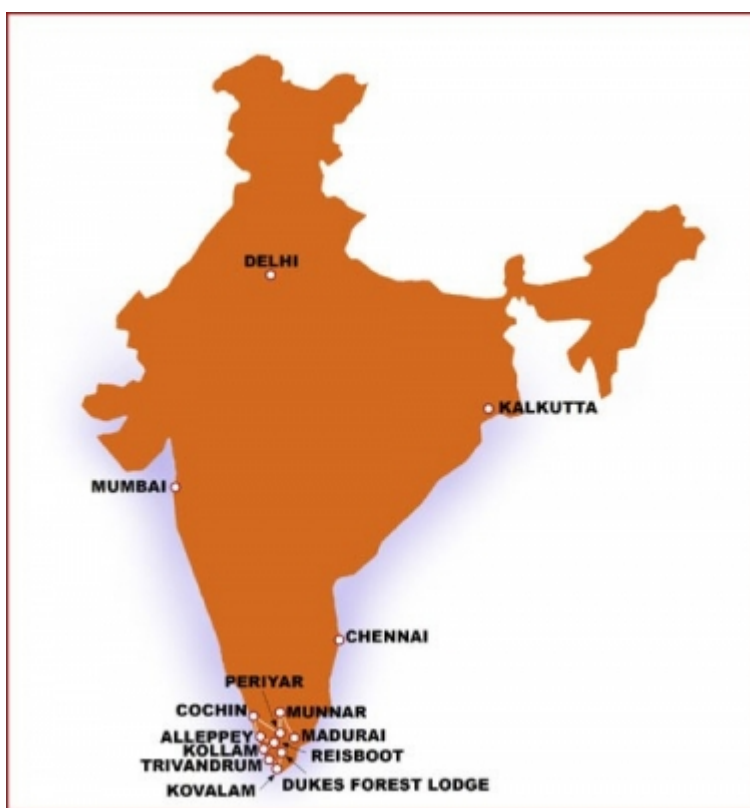 DELHI
KALKUTTA
MUMBAI
CHENNAI
PERIYAR
COCHIN
MUNNAR
ALLEPPEY
MADURAI
KOLLAM
REISBOOT
TRIVANDRUM
DUKES FOREST LODGE
KOVALAM